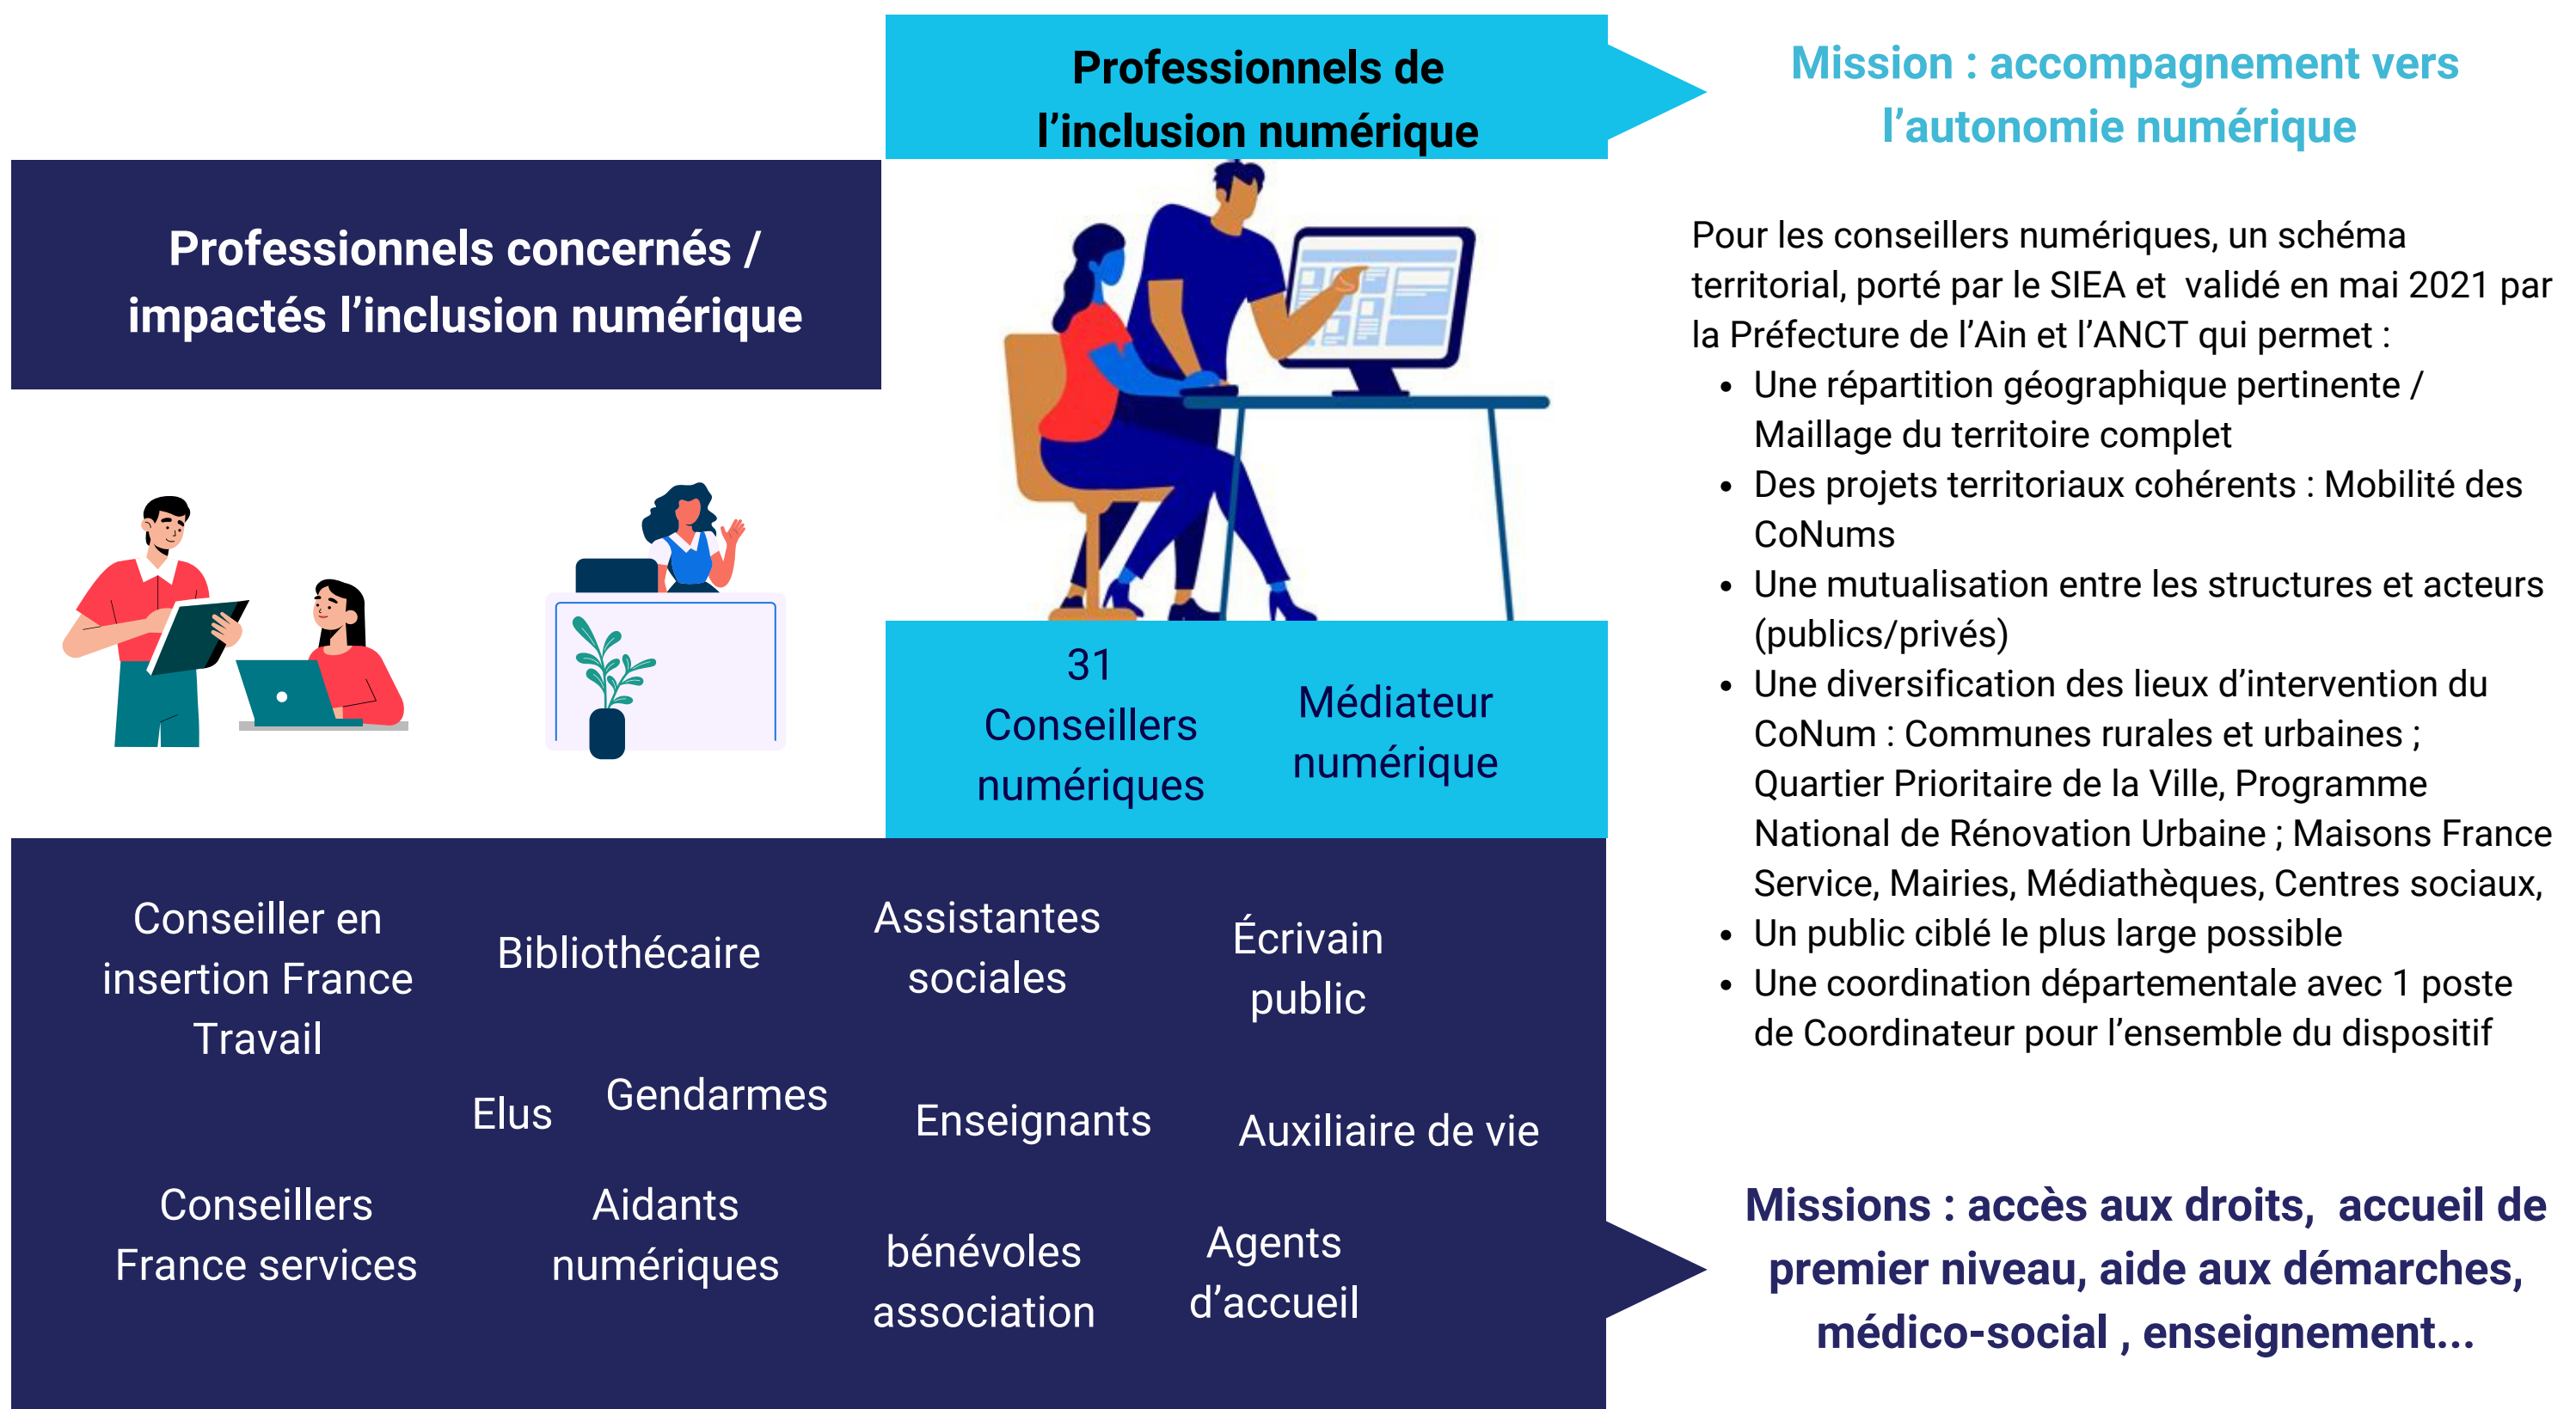 Professionnels de
l’inclusion numérique
Mission : accompagnement vers
l’autonomie numérique
Professionnels concernés /
impactés l’inclusion numérique
Pour les conseillers numériques, un schéma
territorial, porté par le SIEA et  validé en mai 2021 par
la Préfecture de l’Ain et l’ANCT qui permet :
• Une répartition géographique pertinente /
Maillage du territoire complet
• Des projets territoriaux cohérents : Mobilité des
CoNums
• Une mutualisation entre les structures et acteurs
(publics/privés)
• Une diversification des lieux d’intervention du
CoNum : Communes rurales et urbaines ;
Quartier Prioritaire de la Ville, Programme
National de Rénovation Urbaine ; Maisons France
Service, Mairies, Médiathèques, Centres sociaux,
• Un public ciblé le plus large possible
• Une coordination départementale avec 1 poste
de Coordinateur pour l’ensemble du dispositif
31
Conseillers
numériques
Médiateur
numérique
Conseiller en
insertion France
Travail
Bibliothécaire
Assistantes
sociales
Écrivain
public
Elus
Gendarmes
Enseignants
Auxiliaire de vie
Conseillers
France services
Aidants
numériques
bénévoles
association
Agents
d’accueil
Missions : accès aux droits,  accueil de
premier niveau, aide aux démarches,
médico-social , enseignement...